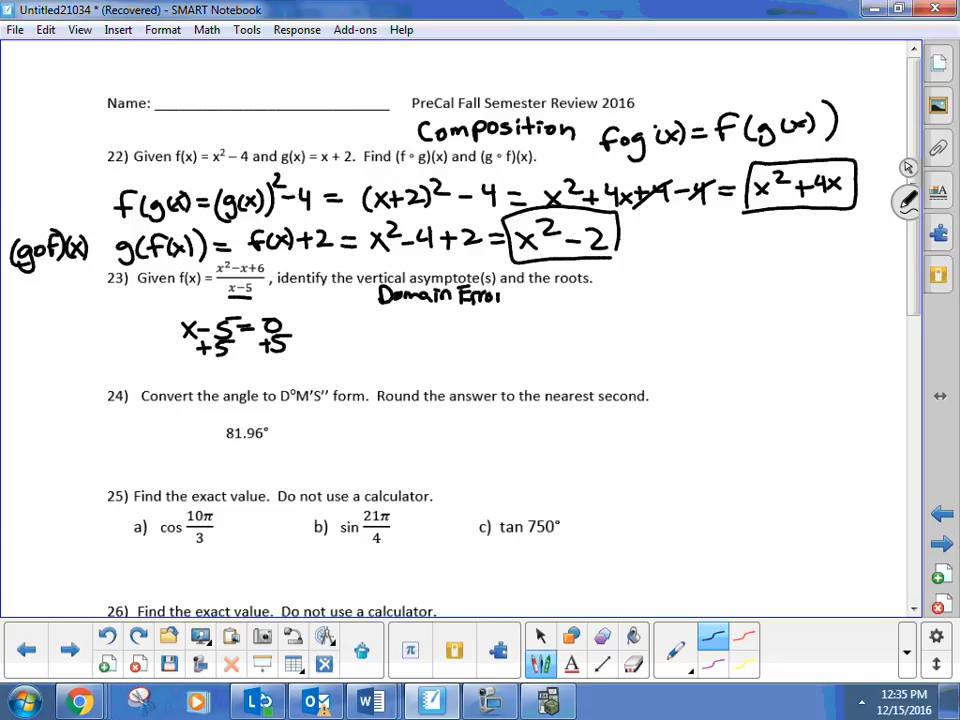 Untitled21034 * (Recovered) - SMART Notebook
File Edit View Insert Format Math Tools Response Add-ons Help
Name: ____________________________ PreCal Fall Semester Review 2016
Composition fog(x) = f(g(x))
22) Given f(x) = x² – 4 and g(x) = x + 2. Find (f ∘ g)(x) and (g ∘ f)(x).
f(g(x) = (g(x))² - 4 = (x+2)² - 4 = x² + 4x + 4 - 4 = x² + 4x
(gof)(x) g(f(x)) = f(x) + 2 = x² - 4 + 2 = x² - 2
23) Given f(x) = (x²−x+6)/(x−5) , identify the vertical asymptote(s) and the roots.
Domain Error
x - 5 = 0
+5 +5
24) Convert the angle to D⁰M'S'' form. Round the answer to the nearest second.
81.96°
25) Find the exact value. Do not use a calculator.
a) cos 10π/3 b) sin 21π/4 c) tan 750°
26) Find the exact value. Do not use a calculator.
12:35 PM
12/15/2016